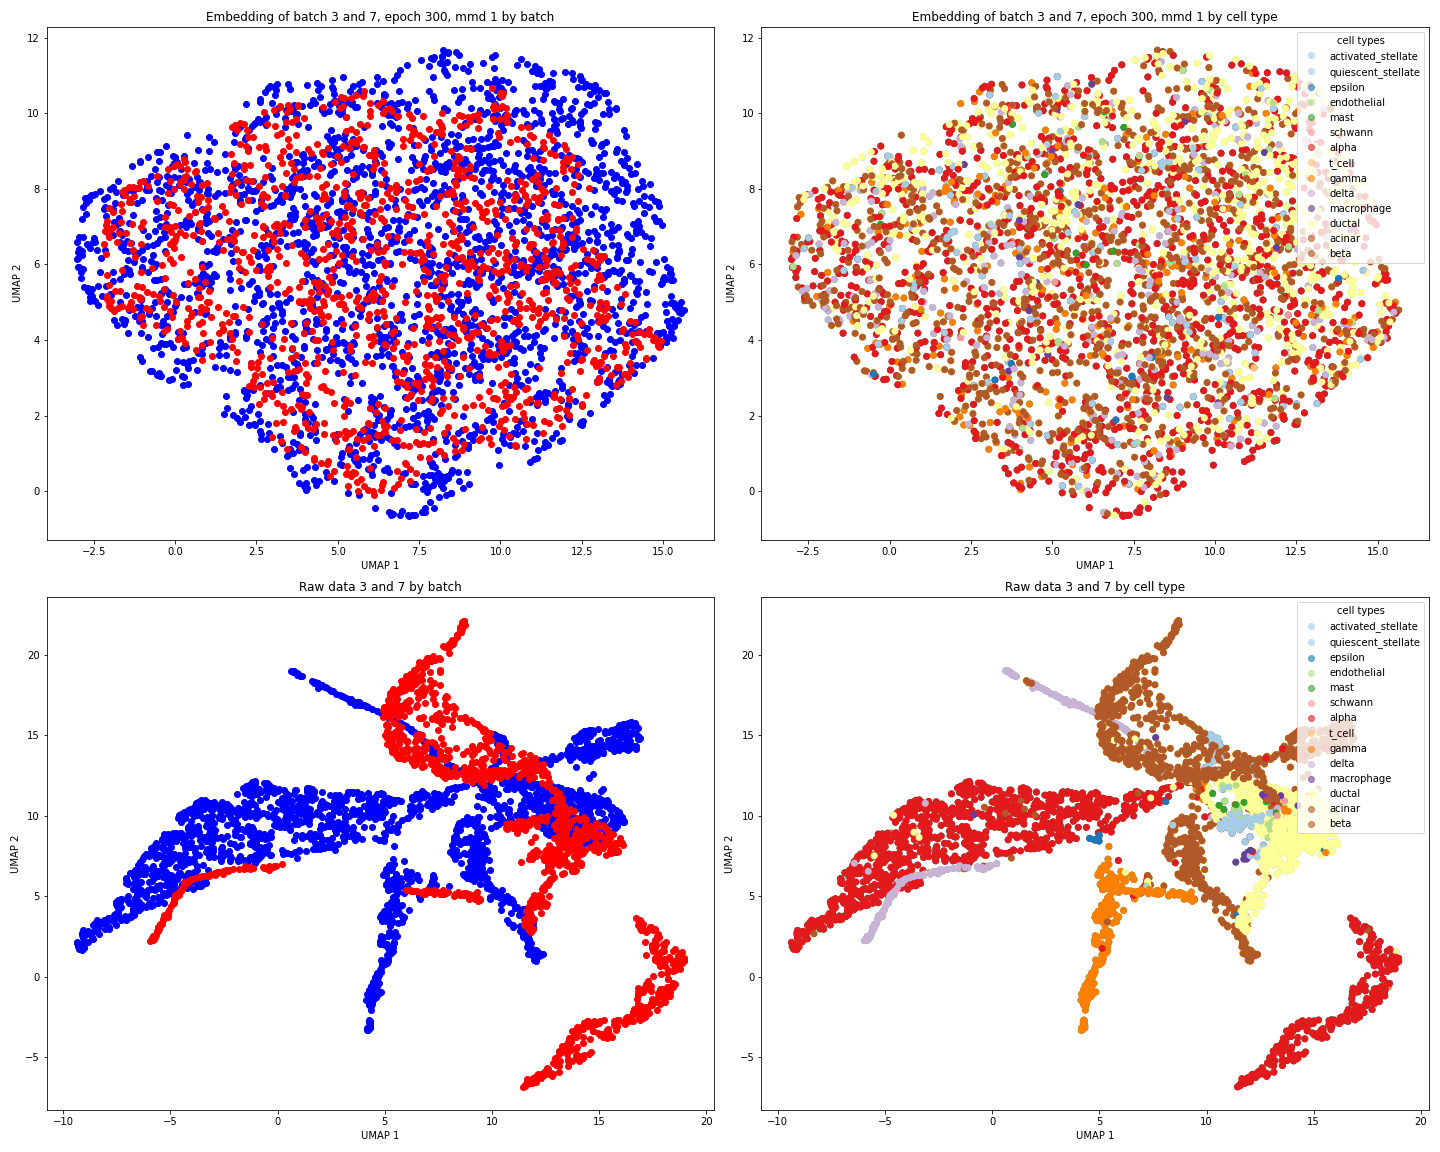 Embedding of batch 3 and 7, epoch 300, mmd 1 by batch
12
10
8
6
4
2
0
UMAP 2
−2.5 0.0 2.5 5.0 7.5 10.0 12.5 15.0
UMAP 1
Embedding of batch 3 and 7, epoch 300, mmd 1 by cell type
12
10
8
6
4
2
0
UMAP 2
−2.5 0.0 2.5 5.0 7.5 10.0 12.5 15.0
UMAP 1
cell types
activated_stellate
quiescent_stellate
epsilon
endothelial
mast
schwann
alpha
t_cell
gamma
delta
macrophage
ductal
acinar
beta
Raw data 3 and 7 by batch
20
15
10
5
0
−5
UMAP 2
−10 −5 0 5 10 15 20
UMAP 1
Raw data 3 and 7 by cell type
20
15
10
5
0
−5
UMAP 2
−10 −5 0 5 10 15 20
UMAP 1
cell types
activated_stellate
quiescent_stellate
epsilon
endothelial
mast
schwann
alpha
t_cell
gamma
delta
macrophage
ductal
acinar
beta